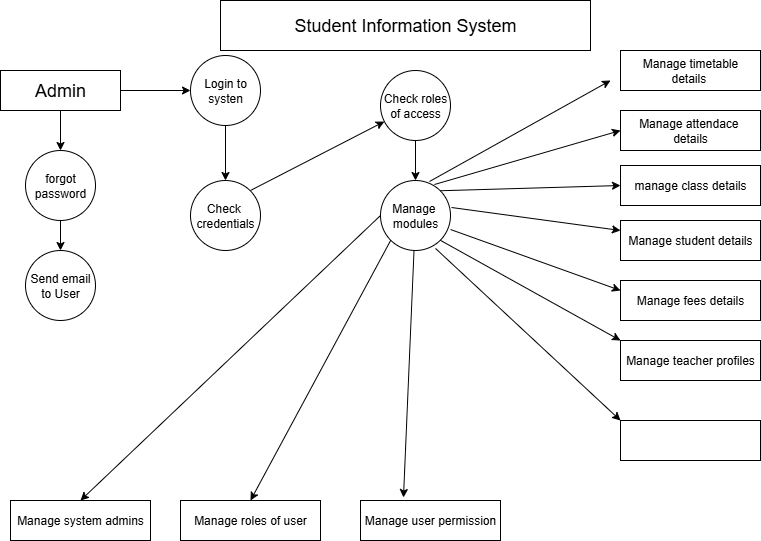 Student Information System
Admin
Login to
systen
Check roles
of access
Manage timetable
details
Manage attendace
details
forgot
password
manage class details
Check
credentials
Manage
modules
Manage student details
Send email
to User
Manage fees details
Manage teacher profiles
Manage system admins
Manage roles of user
Manage user permission